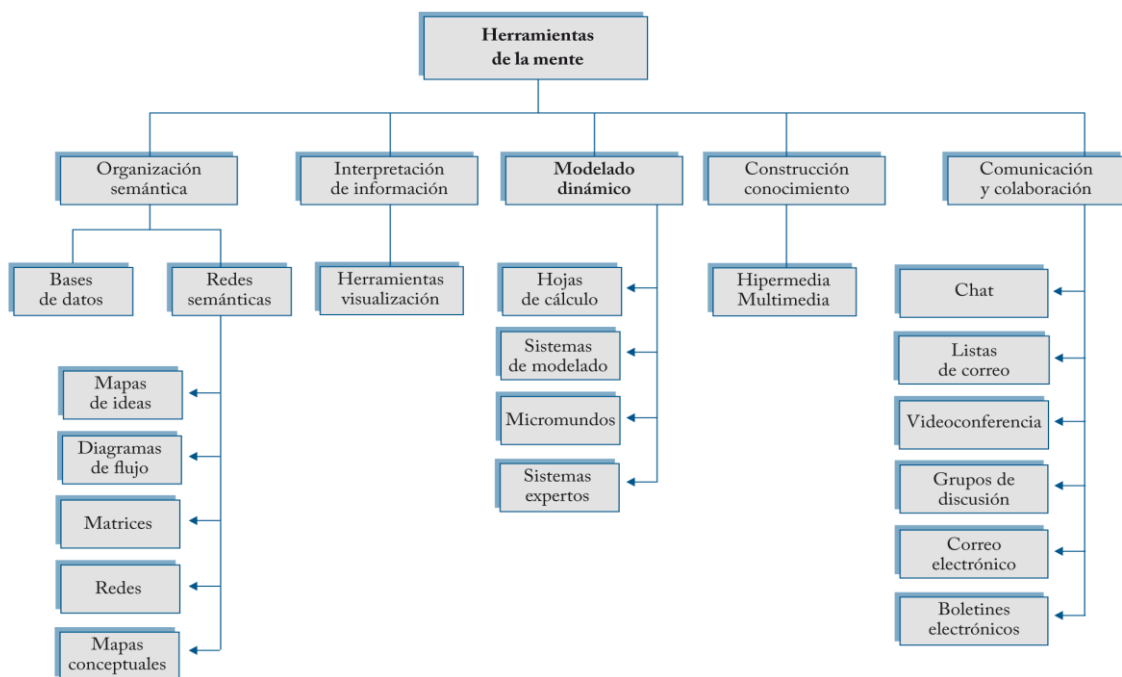 Herramientas
de la mente
Organización
semántica
Interpretación
de información
Modelado
dinámico
Construcción
conocimiento
Comunicación
y colaboración
Bases
de datos
Redes
semánticas
Herramientas
visualización
Hojas
de cálculo
Sistemas
de modelado
Micromundos
Sistemas
expertos
Hipermedia
Multimedia
Chat
Listas
de correo
Videoconferencia
Grupos de
discusión
Correo
electrónico
Boletines
electrónicos
Mapas
de ideas
Diagramas
de flujo
Matrices
Redes
Mapas
conceptuales